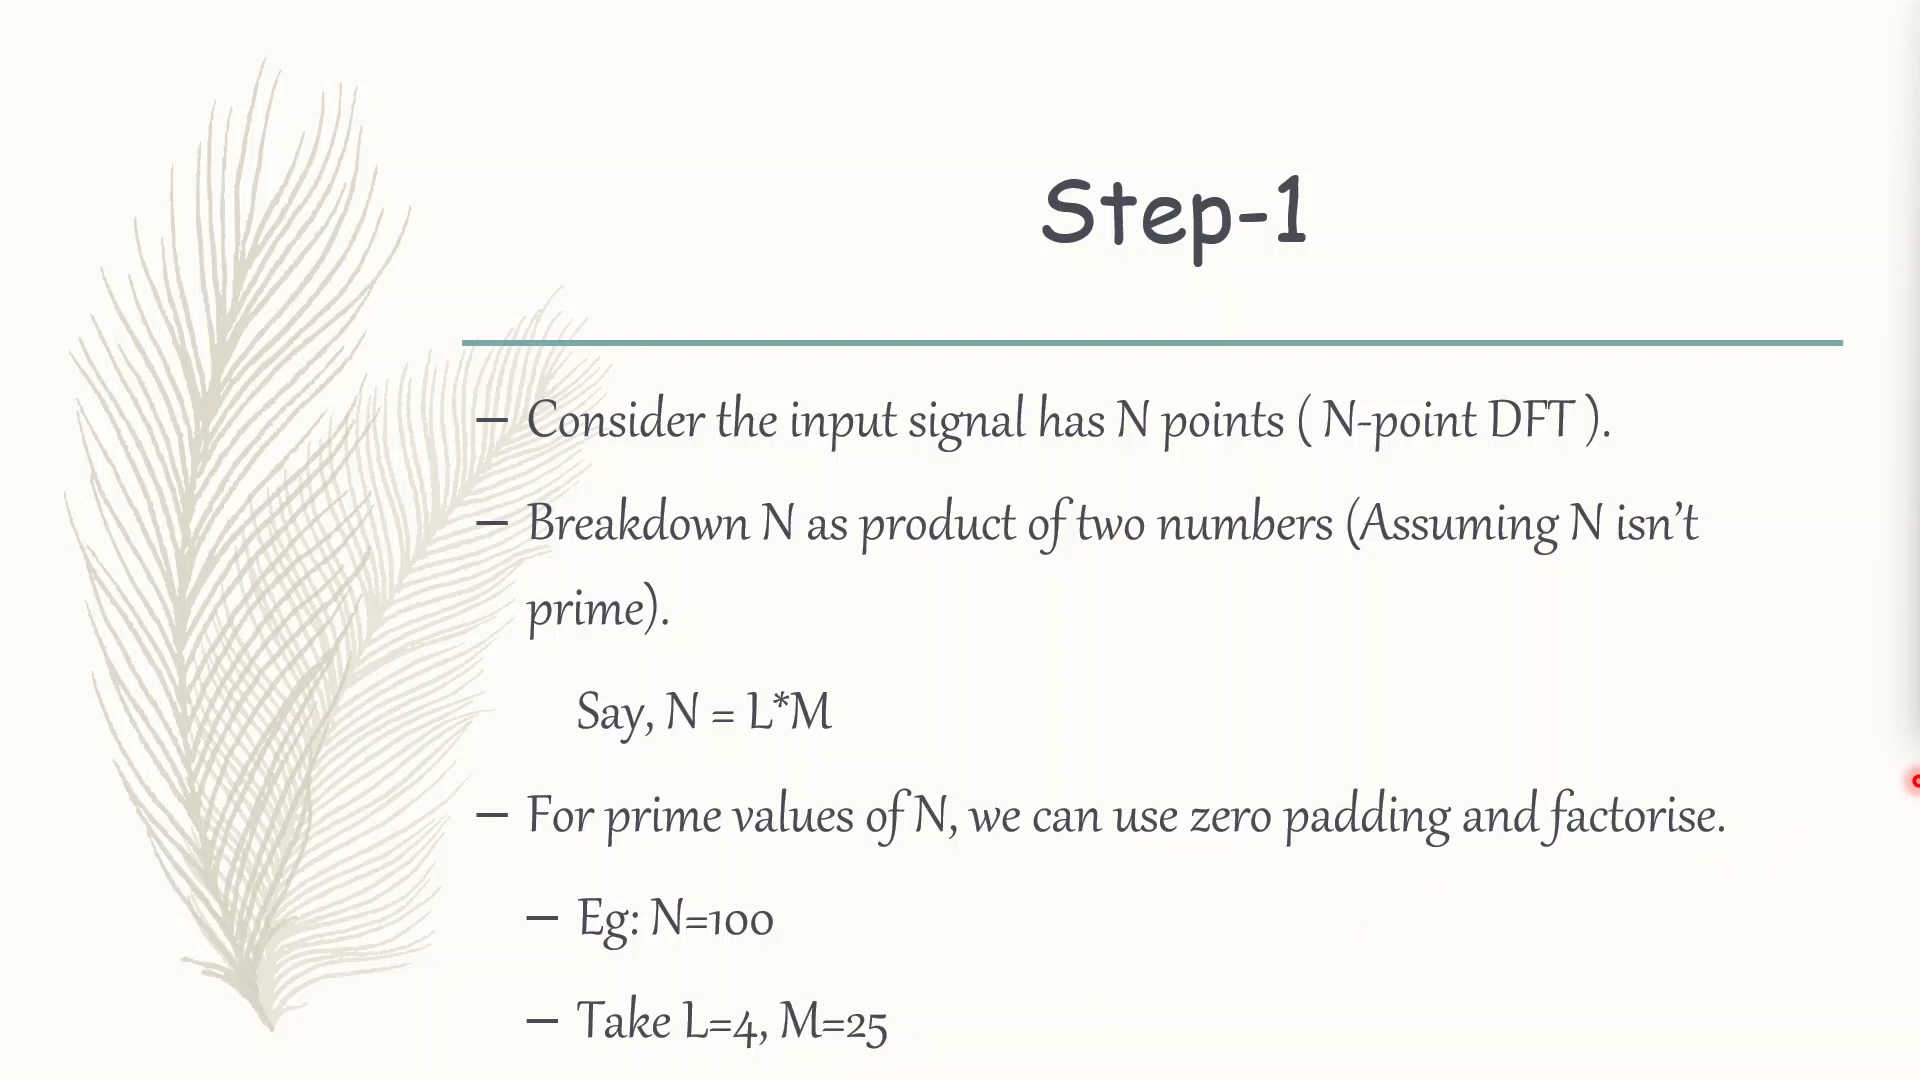 Step-1
– Consider the input signal has N points ( N-point DFT ).
– Breakdown N as product of two numbers (Assuming N isn’t
prime).
Say, N = L*M
– For prime values of N, we can use zero padding and factorise.
– Eg: N=100
– Take L=4, M=25